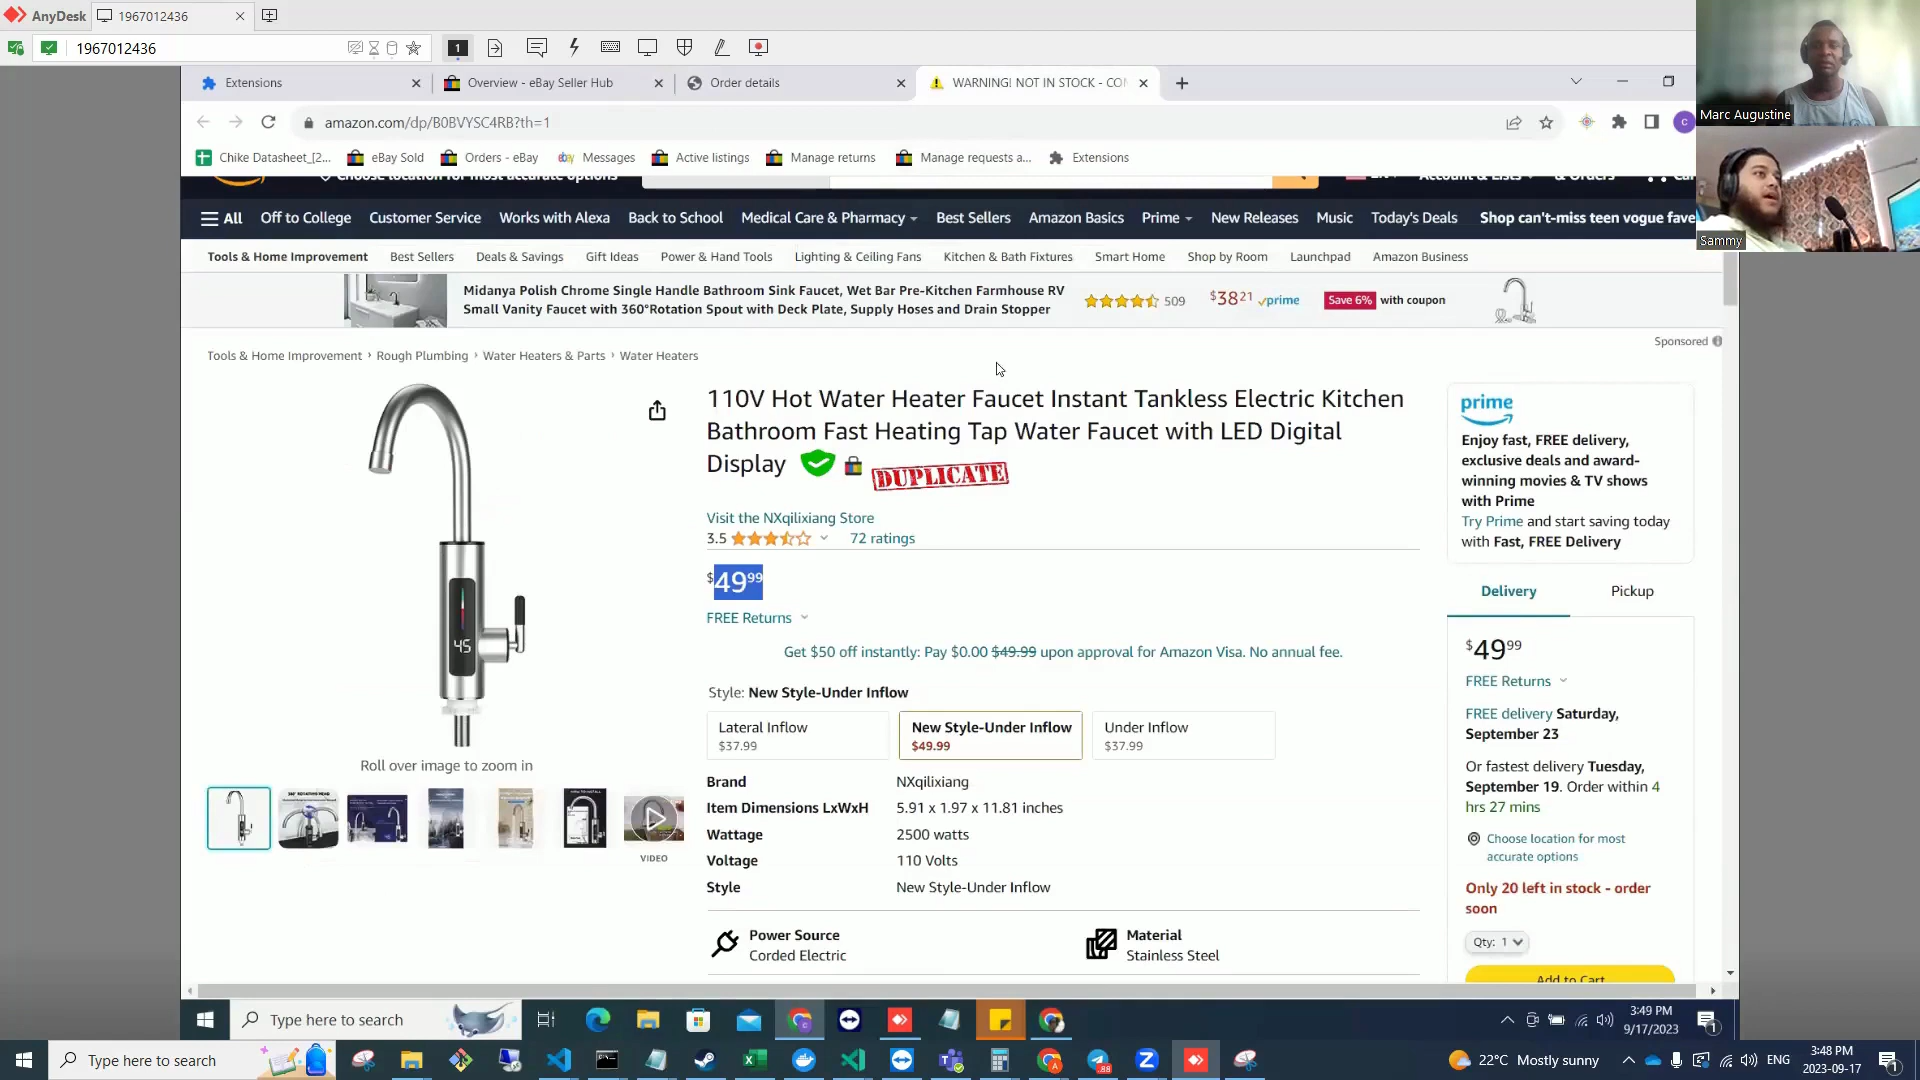 AnyDesk
1967012436
1967012436
1
Extensions
Overview - eBay Seller Hub
Order details
WARNING! NOT IN STOCK - CO
amazon.com/dp/B0BVYSC4RB?th=1
Chike Datasheet_[2...
eBay Sold
Orders - eBay
Messages
Active listings
Manage returns
Manage requests a...
Extensions
Choose location for most accurate options
Account & Lists
& Orders
All
Off to College
Customer Service
Works with Alexa
Back to School
Medical Care & Pharmacy
Best Sellers
Amazon Basics
Prime
New Releases
Music
Today's Deals
Shop can't-miss teen vogue fave
Tools & Home Improvement
Best Sellers
Deals & Savings
Gift Ideas
Power & Hand Tools
Lighting & Ceiling Fans
Kitchen & Bath Fixtures
Smart Home
Shop by Room
Launchpad
Amazon Business
Midanya Polish Chrome Single Handle Bathroom Sink Faucet, Wet Bar Pre-Kitchen Farmhouse RV
Small Vanity Faucet with 360°Rotation Spout with Deck Plate, Supply Hoses and Drain Stopper
509
$38 21 prime
Save 6% with coupon
Sponsored
Tools & Home Improvement › Rough Plumbing › Water Heaters & Parts › Water Heaters
110V Hot Water Heater Faucet Instant Tankless Electric Kitchen
Bathroom Fast Heating Tap Water Faucet with LED Digital
Display
DUPLICATE
Visit the NXqilixiang Store
3.5
72 ratings
$49 99
FREE Returns
Get $50 off instantly: Pay $0.00 $49.99 upon approval for Amazon Visa. No annual fee.
Style: New Style-Under Inflow
Lateral Inflow
$37.99
New Style-Under Inflow
$49.99
Under Inflow
$37.99
Brand NXqilixiang
Item Dimensions LxWxH 5.91 x 1.97 x 11.81 inches
Wattage 2500 watts
Voltage 110 Volts
Style New Style-Under Inflow
Power Source
Corded Electric
Material
Stainless Steel
45
Roll over image to zoom in
VIDEO
prime
Enjoy fast, FREE delivery,
exclusive deals and award-
winning movies & TV shows
with Prime
Try Prime and start saving today
with Fast, FREE Delivery
Delivery
Pickup
$49 99
FREE Returns
FREE delivery Saturday,
September 23
Or fastest delivery Tuesday,
September 19. Order within 4
hrs 27 mins
Choose location for most
accurate options
Only 20 left in stock - order
soon
Qty: 1
Add to Cart
Marc Augustine
Sammy
Type here to search
3:49 PM
9/17/2023
1
Type here to search
22°C Mostly sunny
ENG
3:48 PM
2023-09-17
1